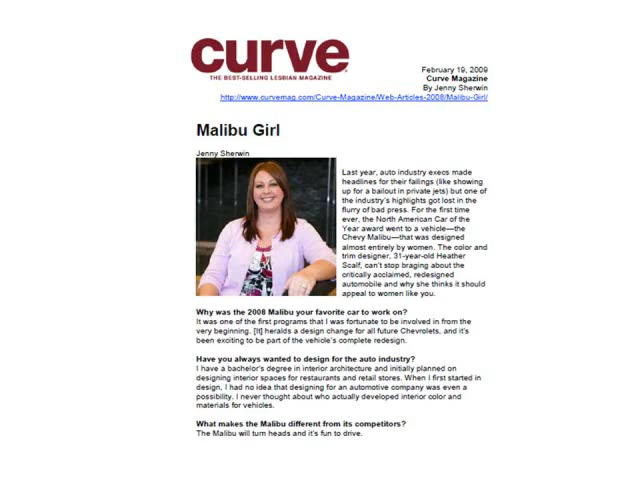 curve
THE BEST-SELLING LESBIAN MAGAZINE
February 19, 2009
Curve Magazine
By Jenny Sherwin
http://www.curvemag.com/Curve-Magazine/Web-Articles-2008/Malibu-Girl/
Malibu Girl
Jenny Sherwin
Last year, auto industry execs made
headlines for their failings (like showing
up for a bailout in private jets) but one of
the industry's highlights got lost in the
flurry of bad press. For the first time
ever, the North American Car of the
Year award went to a vehicle—the
Chevy Malibu—that was designed
almost entirely by women. The color and
trim designer, 31-year-old Heather
Scalf, can't stop braging about the
critically acclaimed, redesigned
automobile and why she thinks it should
appeal to women like you.
Why was the 2008 Malibu your favorite car to work on?
It was one of the first programs that I was fortunate to be involved in from the
very beginning. [It] heralds a design change for all future Chevrolets, and it's
been exciting to be part of the vehicle's complete redesign.
Have you always wanted to design for the auto industry?
I have a bachelor's degree in interior architecture and initially planned on
designing interior spaces for restaurants and retail stores. When I first started in
design, I had no idea that designing for an automotive company was even a
possibility. I never thought about who actually developed interior color and
materials for vehicles.
What makes the Malibu different from its competitors?
The Malibu will turn heads and it's fun to drive.